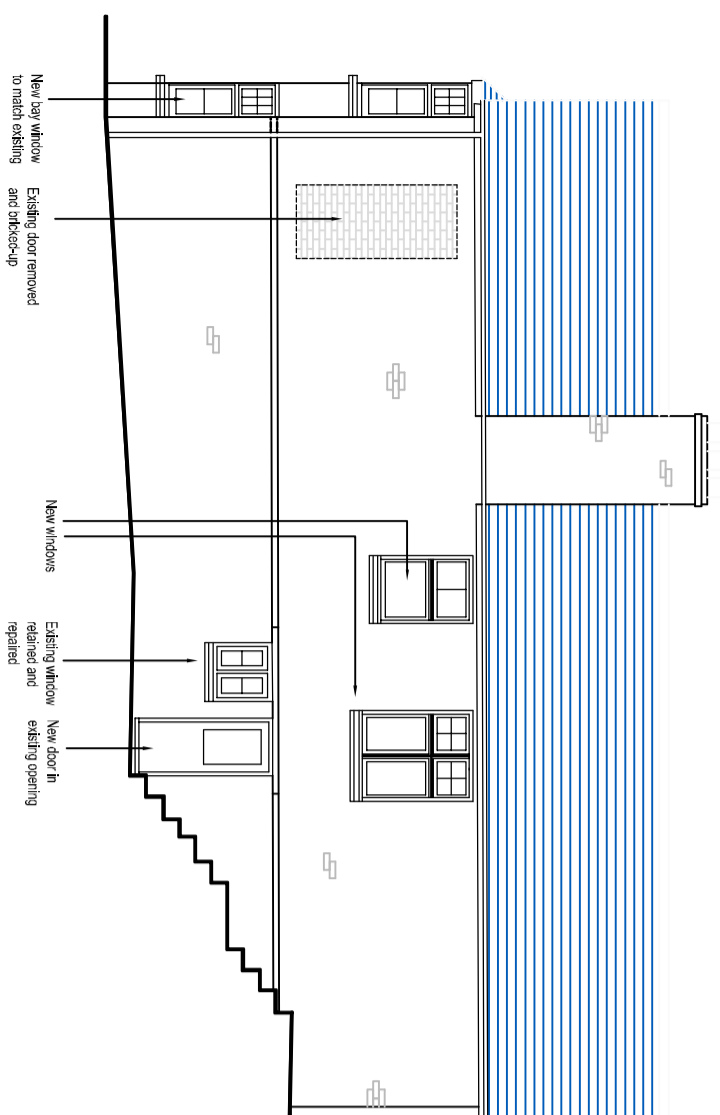 New bay window
to match existing
Existing door removed
and bricked-up
New windows
Existing window
retained and
repaired
New door in
existing opening